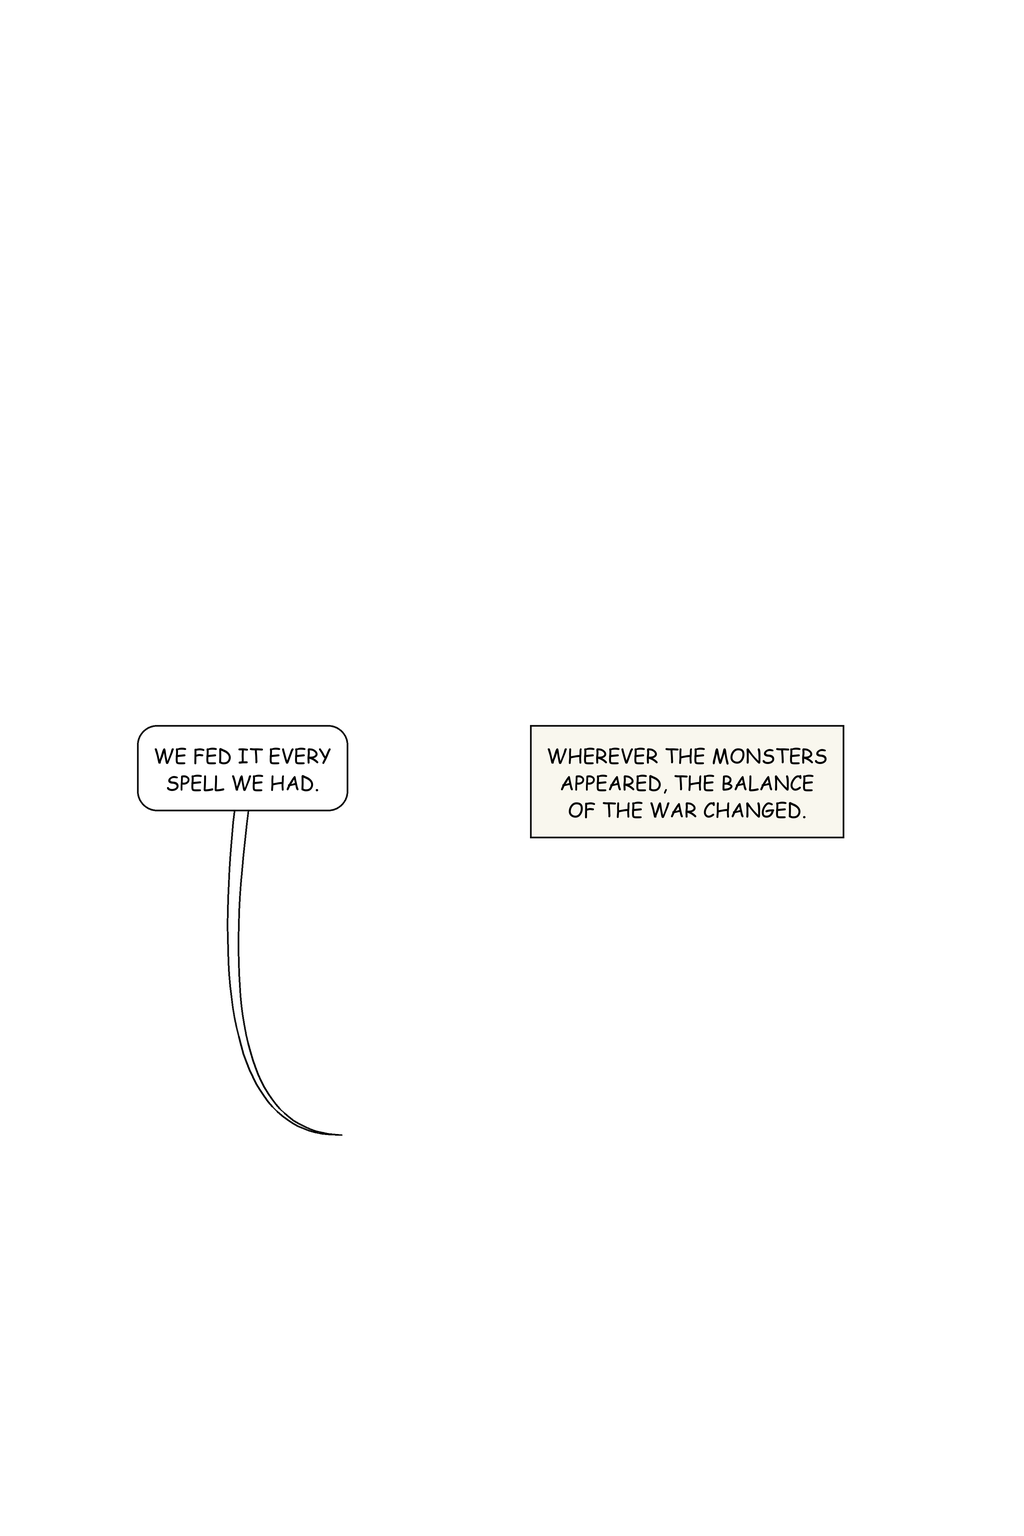 WE FED IT EVERY
SPELL WE HAD.
WHEREVER THE MONSTERS
APPEARED, THE BALANCE
OF THE WAR CHANGED.